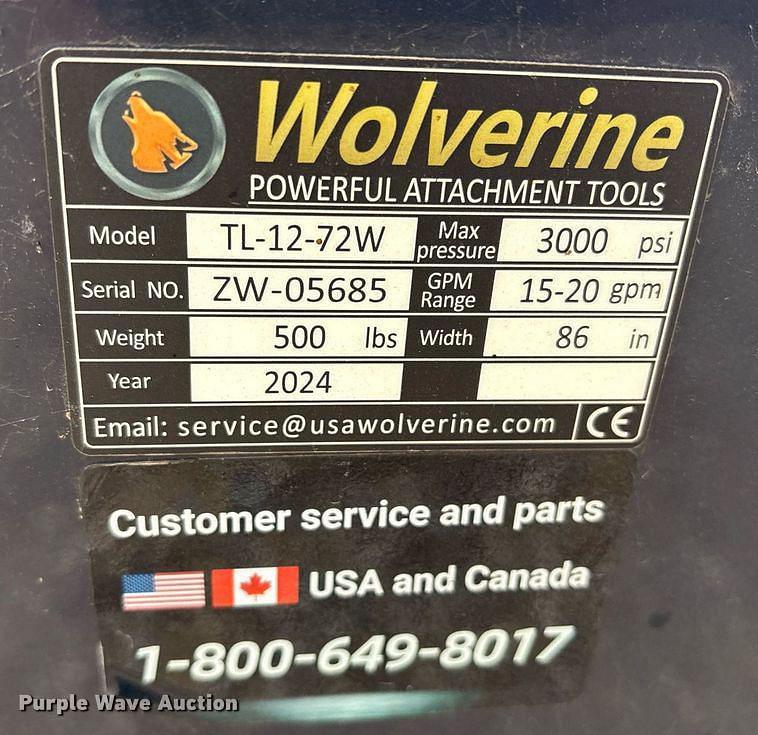 Wolverine
POWERFUL ATTACHMENT TOOLS
Model TL-12-72W Max pressure 3000 psi
Serial NO. ZW-05685 GPM Range 15-20 gpm
Weight 500 lbs Width 86 in
Year 2024
Email: service@usawolverine.com CE
Customer service and parts
USA and Canada
1-800-649-8017
Purple Wave Auction